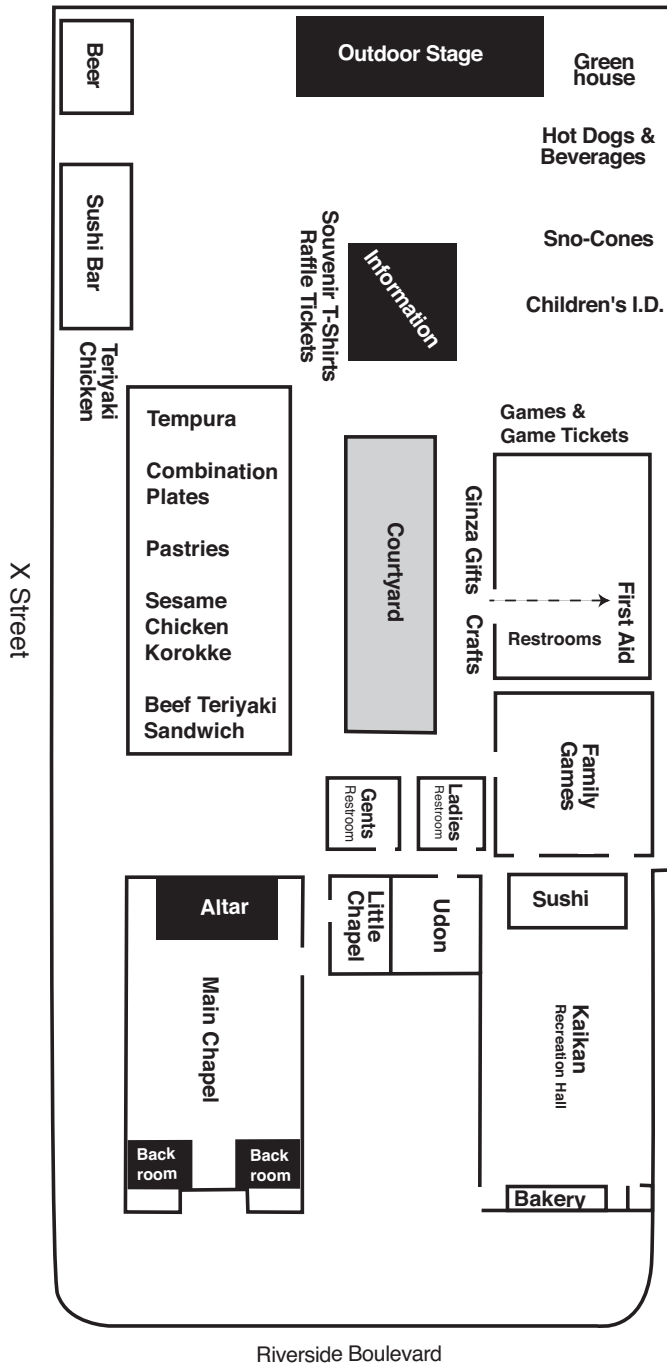 Beer
Outdoor Stage
Green
house
Hot Dogs &
Beverages
Sushi Bar
Souvenir T-Shirts
Raffle Tickets
Information
Sno-Cones
Children's I.D.
Teriyaki
Chicken
Tempura
Combination
Plates
Pastries
Sesame
Chicken
Korokke
Beef Teriyaki
Sandwich
Courtyard
Games &
Game Tickets
Ginza Gifts
Crafts
Restrooms
First Aid
X Street
Family
Games
Gents
Restroom
Ladies
Restroom
Altar
Main Chapel
Back
room
Back
room
Little
Chapel
Udon
Sushi
Kaikan
Recreation Hall
Bakery
Riverside Boulevard